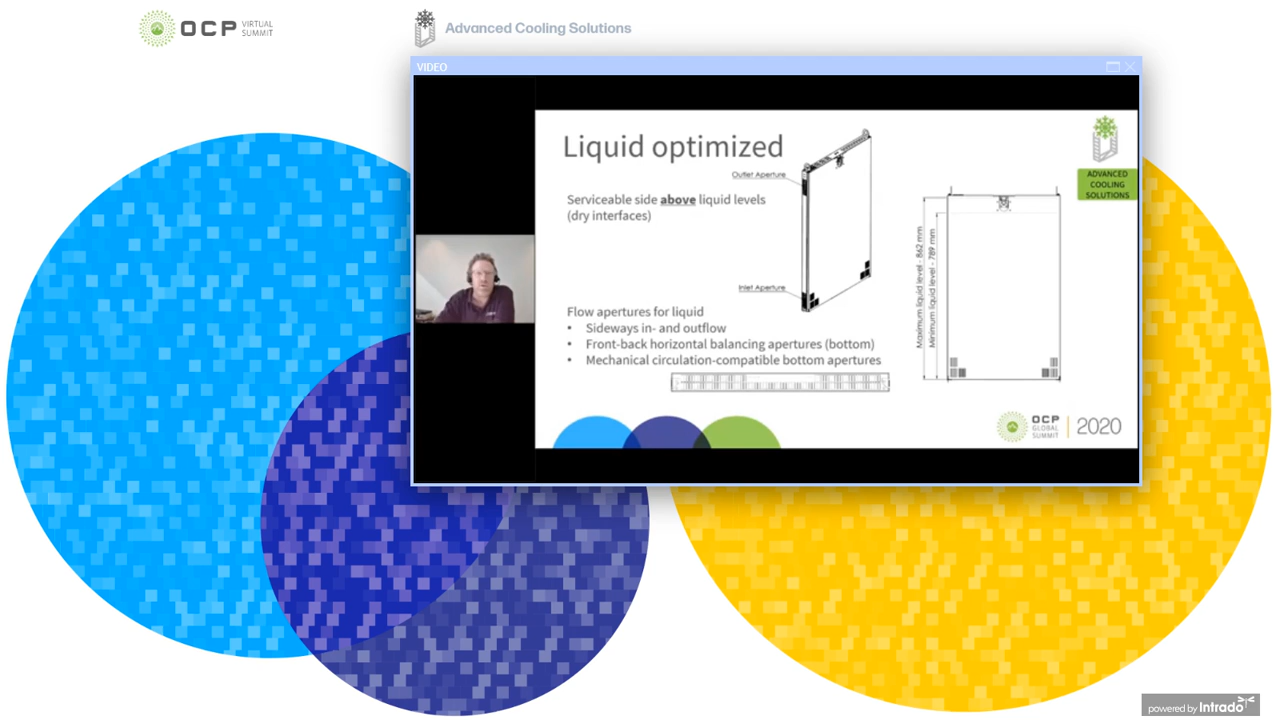 OCP VIRTUAL SUMMIT
Advanced Cooling Solutions
VIDEO
Liquid optimized
Outlet Aperture
Serviceable side above liquid levels
(dry interfaces)
Inlet Aperture
Flow apertures for liquid
• Sideways in- and outflow
• Front-back horizontal balancing apertures (bottom)
• Mechanical circulation-compatible bottom apertures
Maximum liquid level - 862 mm
Minimum liquid level - 789 mm
ADVANCED
COOLING
SOLUTIONS
OCP
GLOBAL
SUMMIT
2020
powered by Intrado